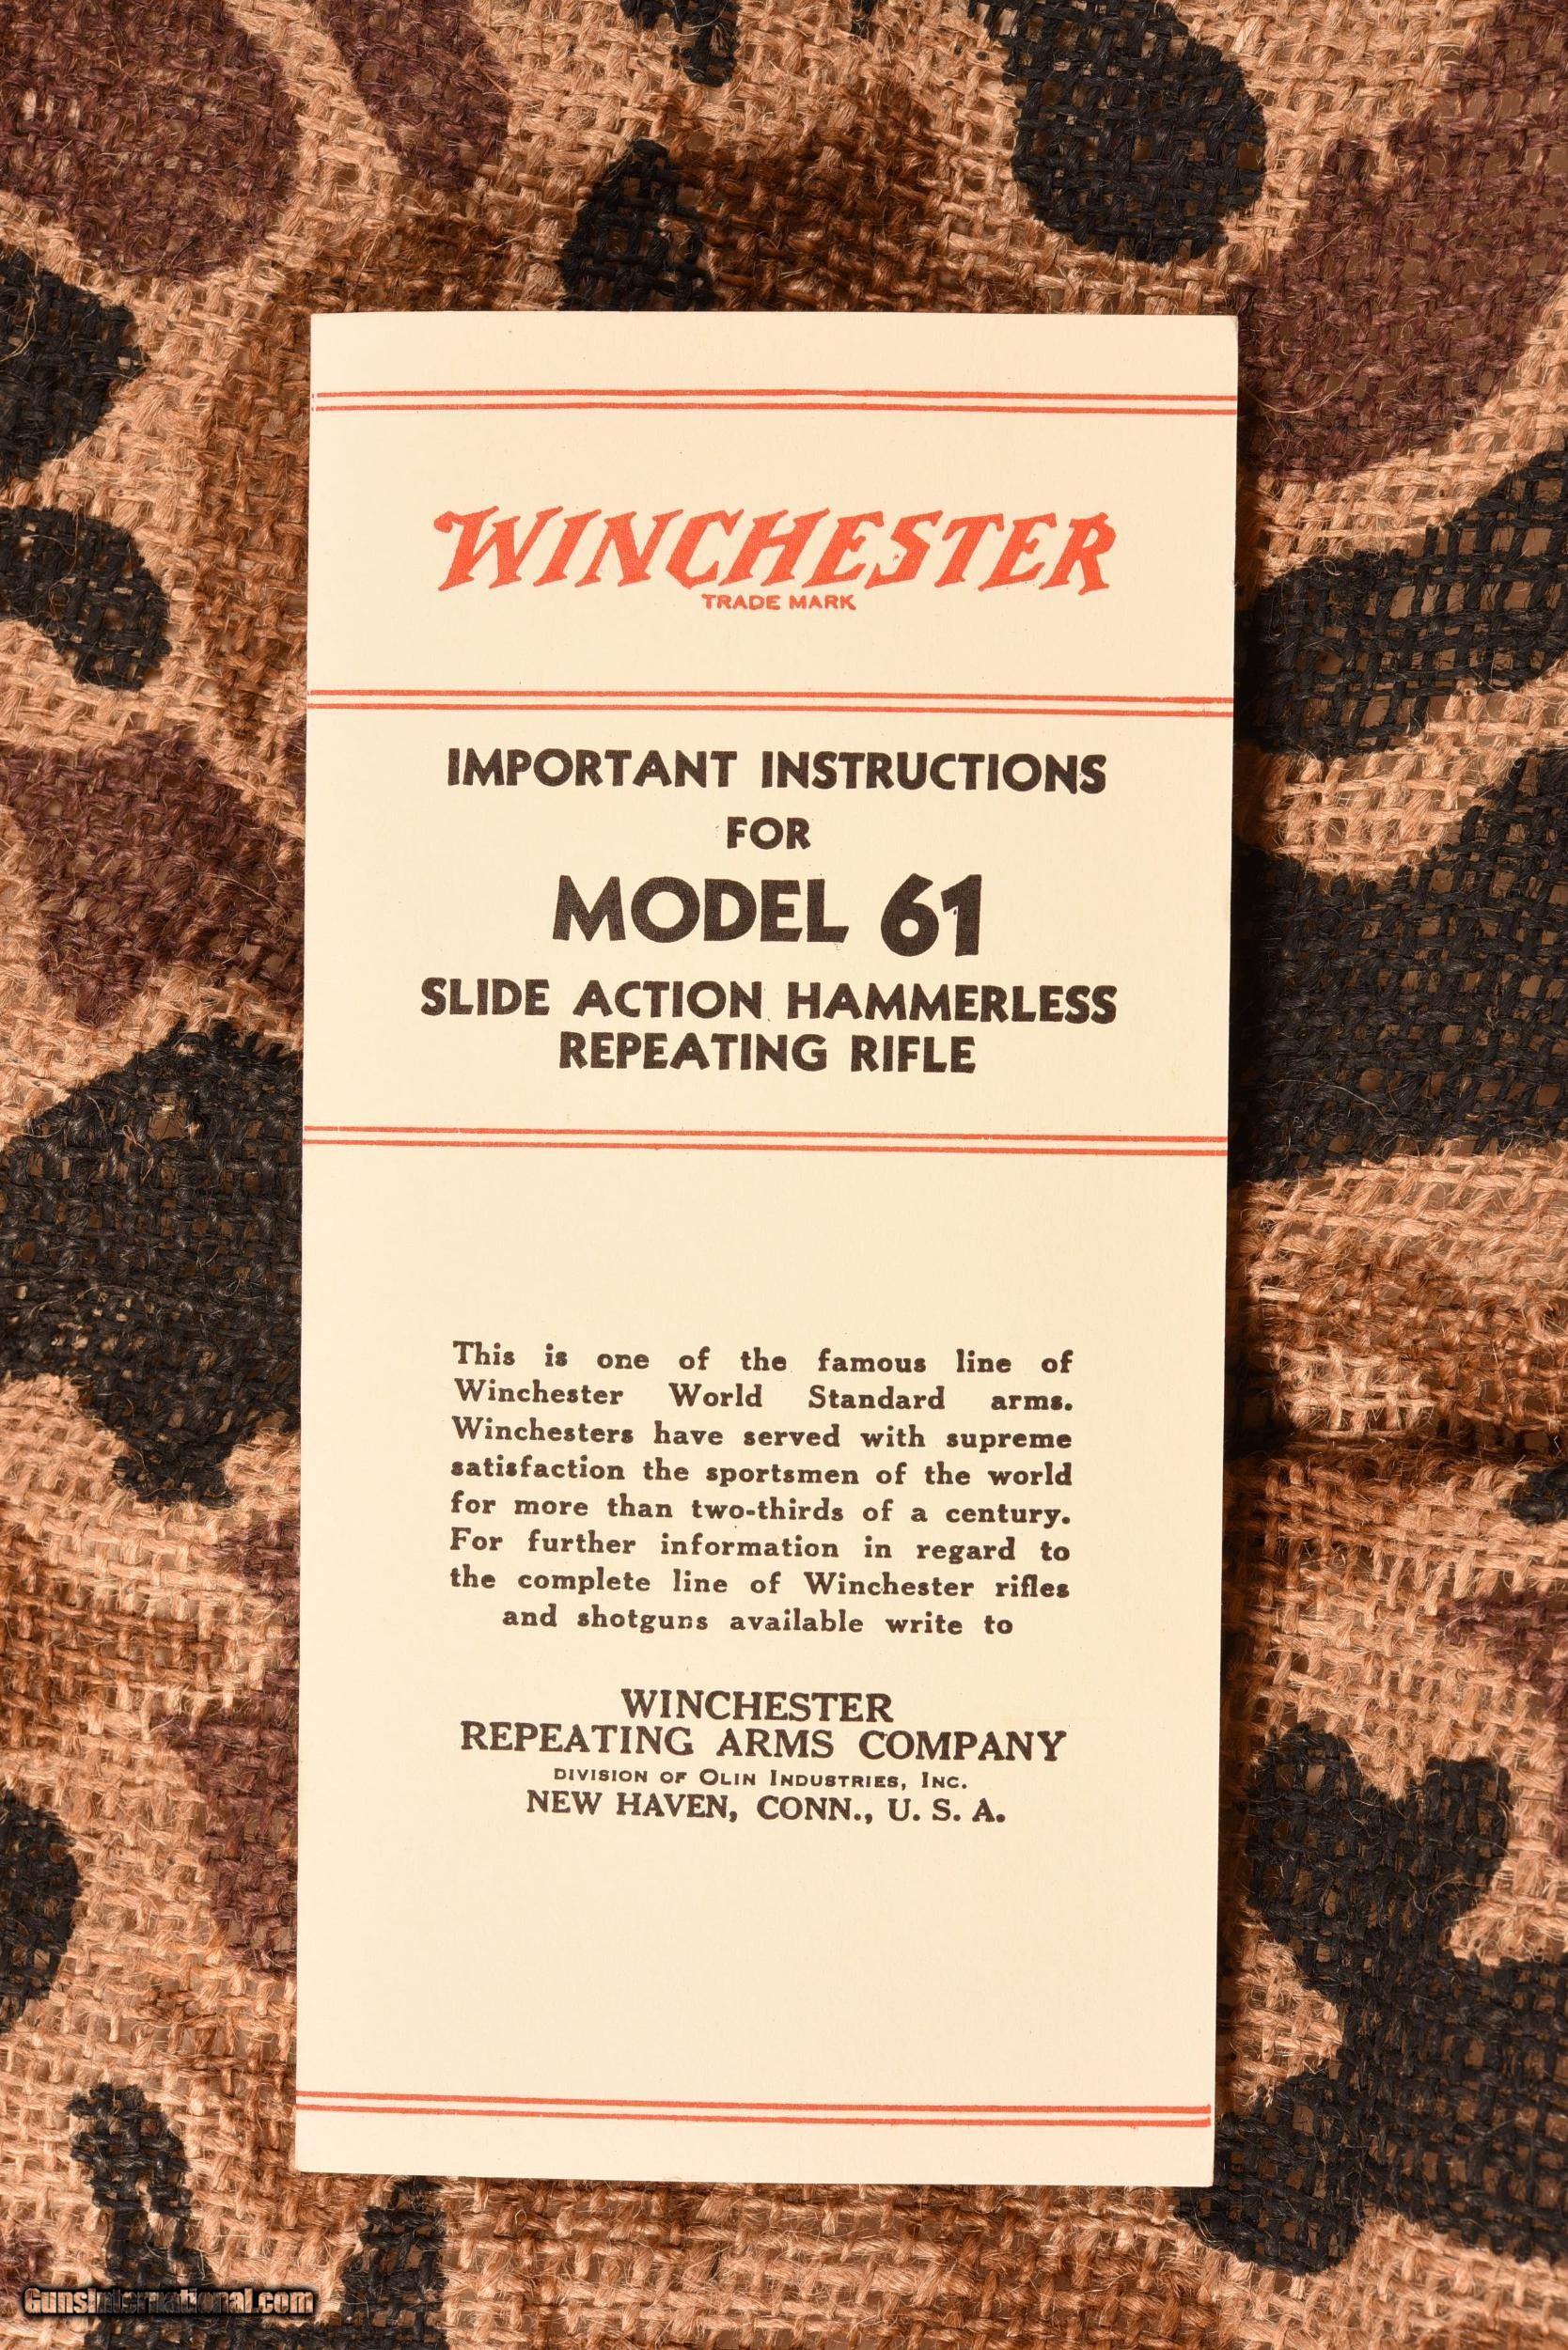 WINCHESTER
TRADE MARK
IMPORTANT INSTRUCTIONS
FOR
MODEL 61
SLIDE ACTION HAMMERLESS
REPEATING RIFLE
This is one of the famous line of
Winchester World Standard arms.
Winchesters have served with supreme
satisfaction the sportsmen of the world
for more than two-thirds of a century.
For further information in regard to
the complete line of Winchester rifles
and shotguns available write to
WINCHESTER
REPEATING ARMS COMPANY
DIVISION OF OLIN INDUSTRIES, INC.
NEW HAVEN, CONN., U. S. A.
GunsInternational.com